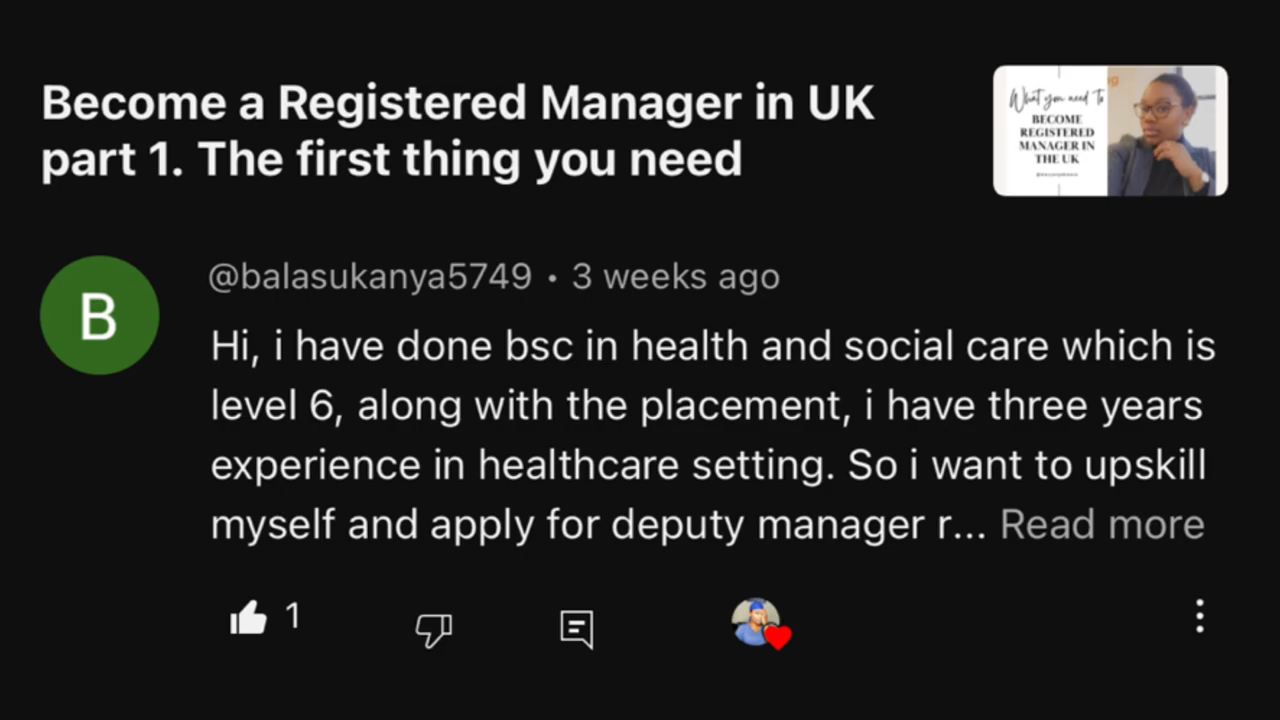 Become a Registered Manager in UK
part 1. The first thing you need
What you need to
BECOME
REGISTERED
MANAGER IN
THE UK
B
@balasukanya5749 • 3 weeks ago
Hi, i have done bsc in health and social care which is
level 6, along with the placement, i have three years
experience in healthcare setting. So i want to upskill
myself and apply for deputy manager r... Read more
1